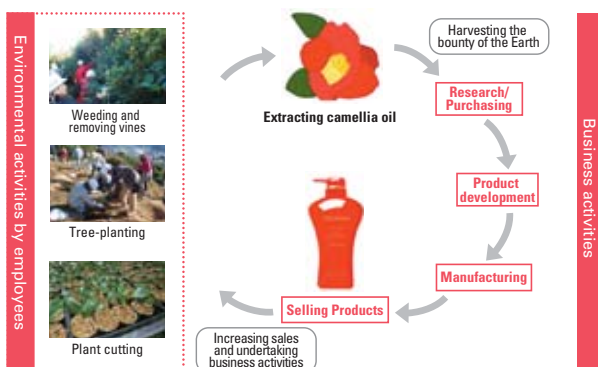 Environmental activities by employees
Weeding and
removing vines
Tree-planting
Plant cutting
Extracting camellia oil
Harvesting the
bounty of the Earth
Research/
Purchasing
Product
development
Manufacturing
Selling Products
Increasing sales
and undertaking
business activities
Business activities